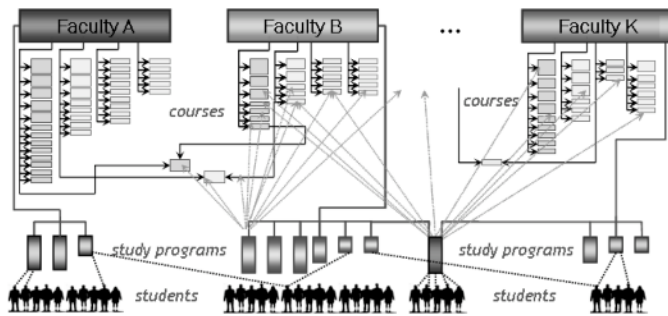 Faculty A
Faculty B
...
Faculty K
courses
courses
study programs
study programs
students
students